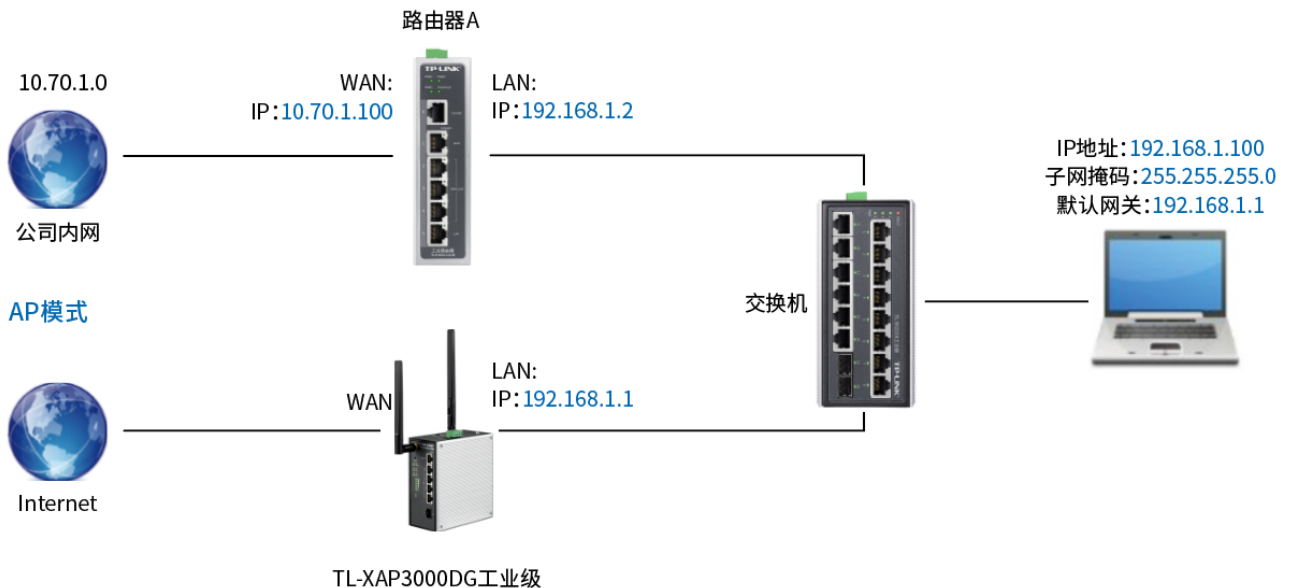 路由器A
TP-LINK
10.70.1.0
WAN:
IP：10.70.1.100
LAN:
IP：192.168.1.2
公司内网
IP地址：192.168.1.100
子网掩码：255.255.255.0
默认网关：192.168.1.1
交换机
TP-LINK
AP模式
WAN
LAN:
IP：192.168.1.1
Internet
TL-XAP3000DG工业级